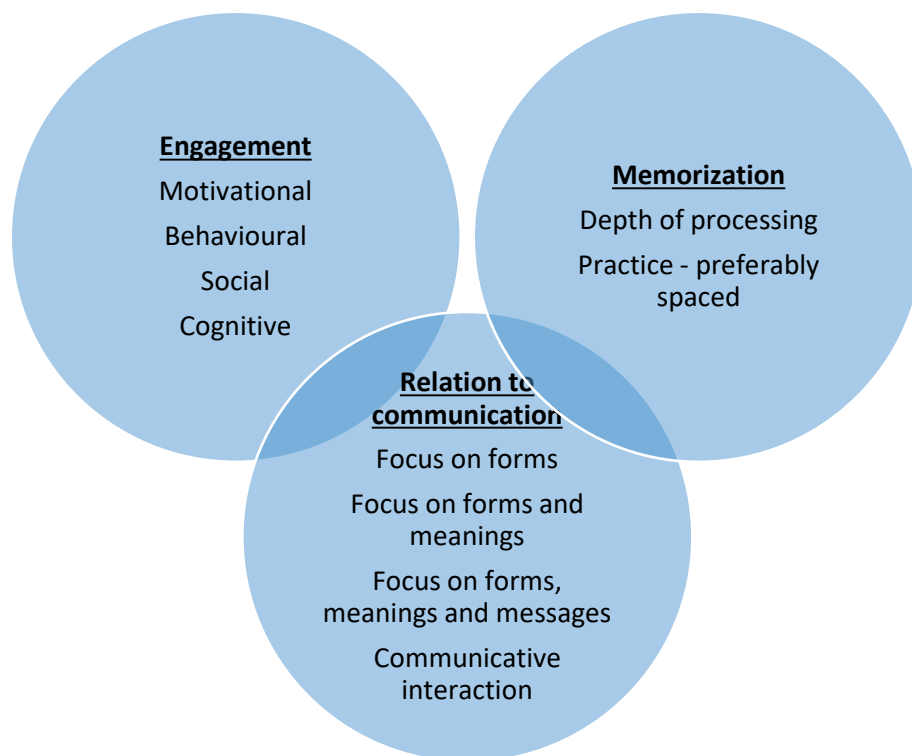 Engagement
Motivational
Behavioural
Social
Cognitive
Memorization
Depth of processing
Practice - preferably
spaced
Relation to
communication
Focus on forms
Focus on forms and
meanings
Focus on forms,
meanings and messages
Communicative
interaction